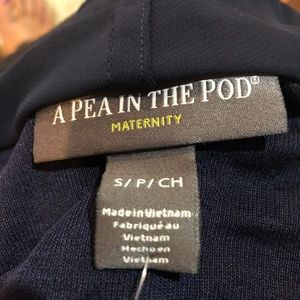 A PEA IN THE POD®
MATERNITY
S/P/CH
Made in Vietnam
Fabriqué au
Vietnam
Hecho en
Vietnam